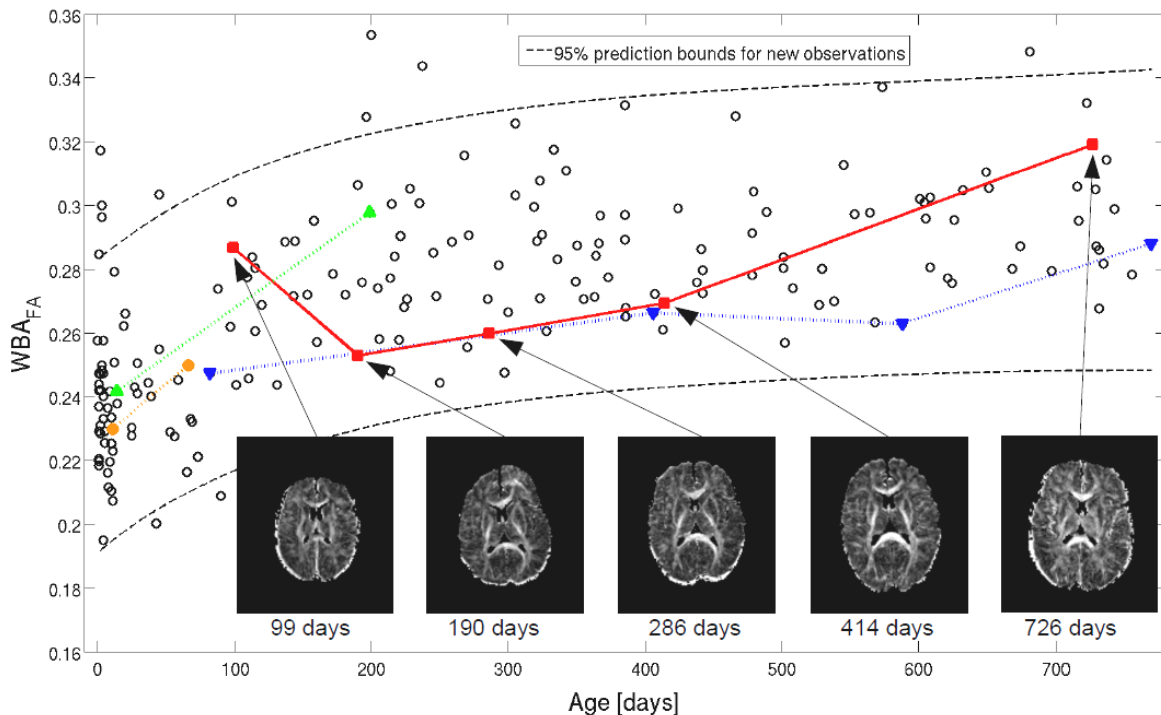 0.36
0.34
0.32
0.3
0.28
0.26
0.24
0.22
0.2
0.18
0.16
WBA_FA
95% prediction bounds for new observations
99 days
190 days
286 days
414 days
726 days
0
100
200
300
400
500
600
700
Age [days]